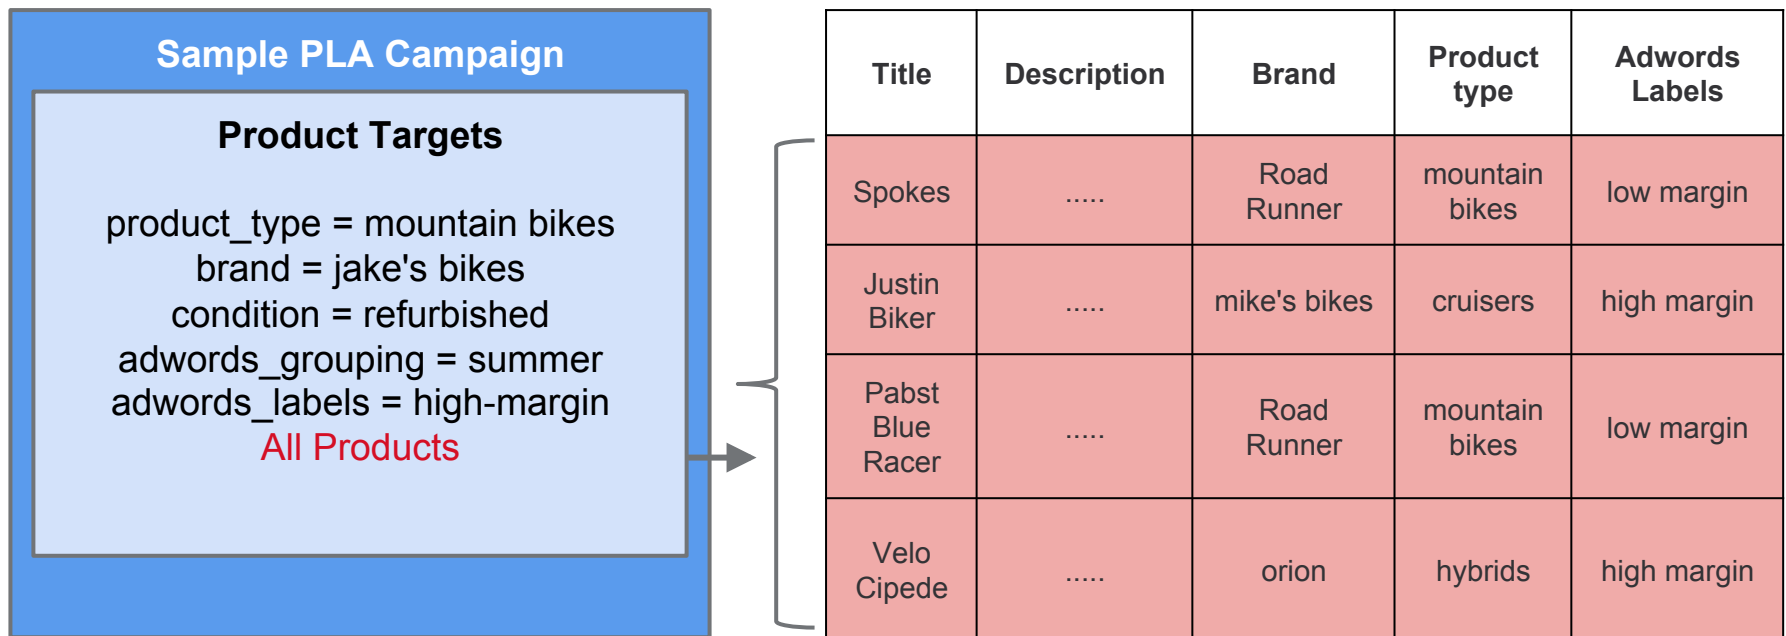 Sample PLA Campaign
Product Targets
product_type = mountain bikes
brand = jake's bikes
condition = refurbished
adwords_grouping = summer
adwords_labels = high-margin
All Products
Title
Description
Brand
Product
type
Adwords
Labels
Spokes
.....
Road
Runner
mountain
bikes
low margin
Justin
Biker
.....
mike's bikes
cruisers
high margin
Pabst
Blue
Racer
.....
Road
Runner
mountain
bikes
low margin
Velo
Cipede
.....
orion
hybrids
high margin